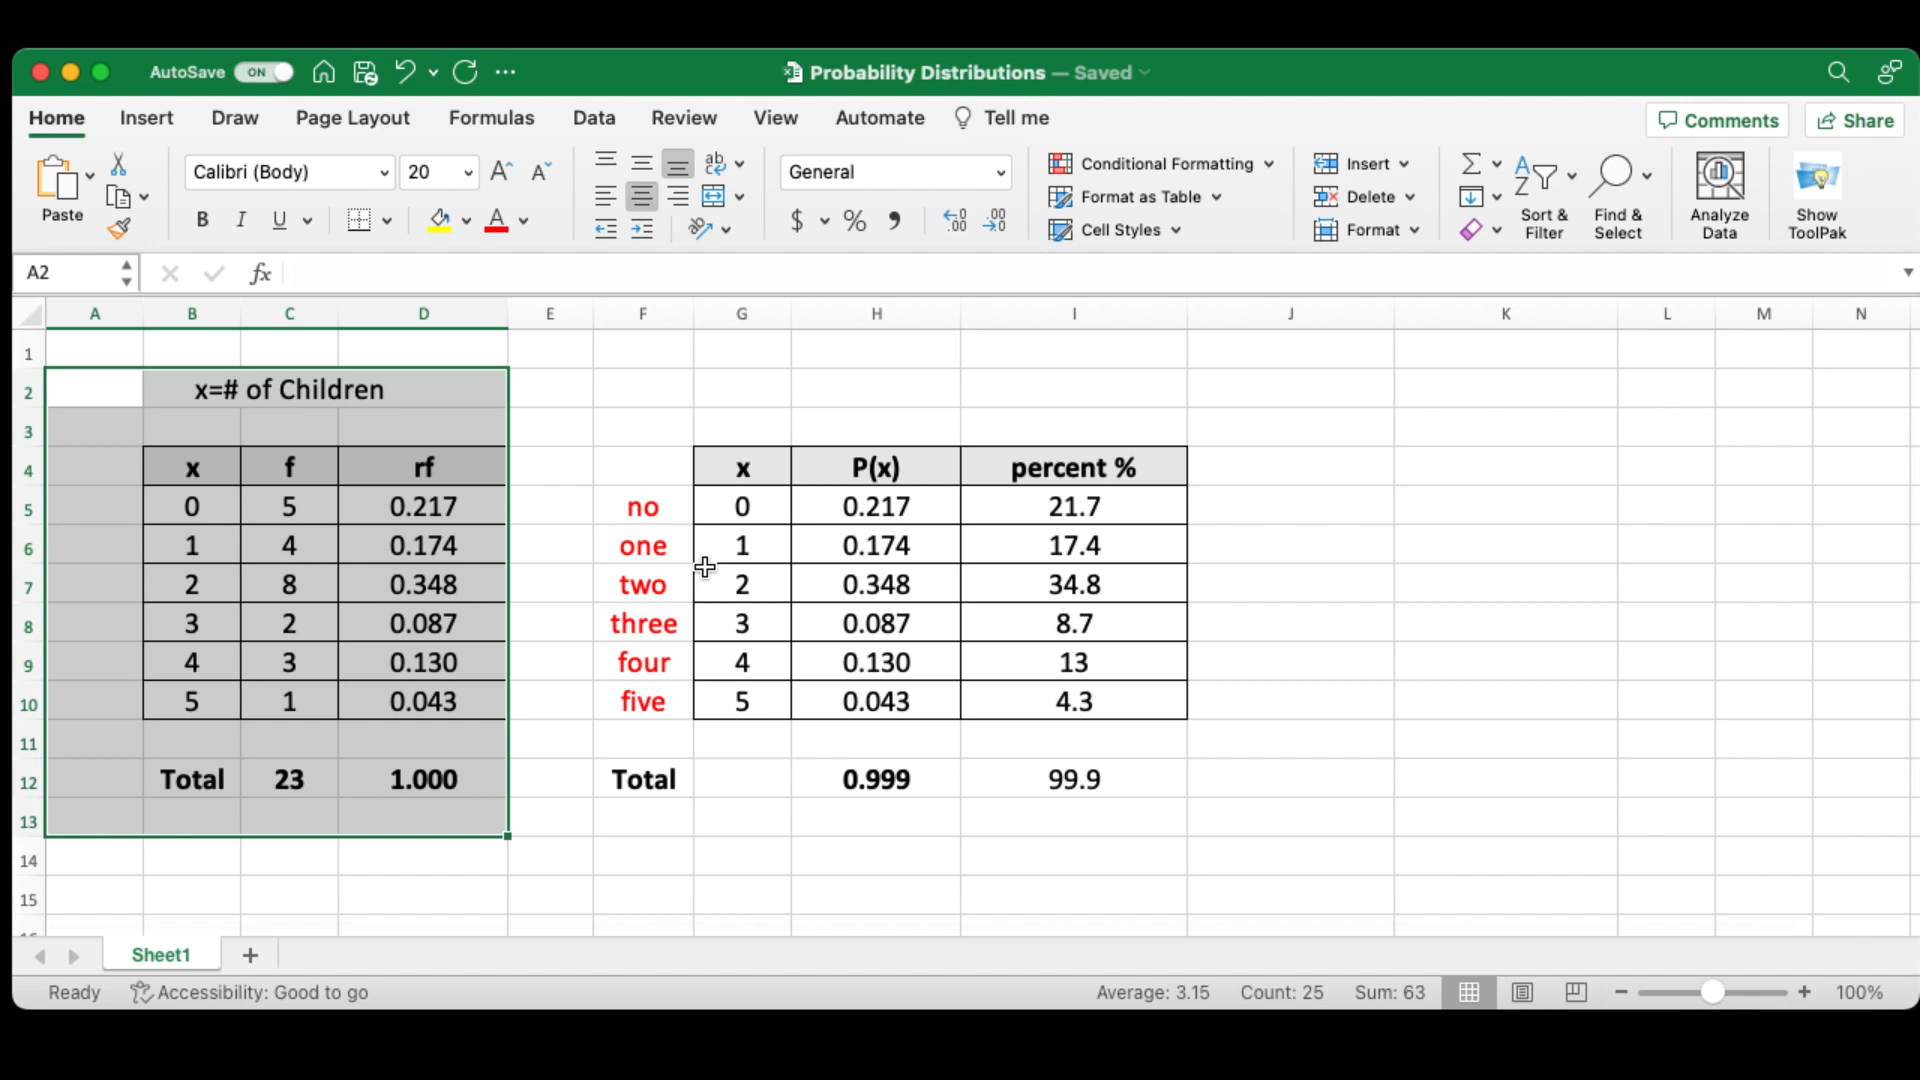 AutoSave ON Probability Distributions — Saved
Home Insert Draw Page Layout Formulas Data Review View Automate Tell me Comments Share
Paste Calibri (Body) 20 General Conditional Formatting Format as Table Cell Styles Insert Delete Format Sort & Filter Find & Select Analyze Data Show ToolPak
A2 fx
A B C D E F G H I J K L M N
1
2 x=# of Children
3
4 x f rf x P(x) percent %
5 0 5 0.217 no 0 0.217 21.7
6 1 4 0.174 one 1 0.174 17.4
7 2 8 0.348 two 2 0.348 34.8
8 3 2 0.087 three 3 0.087 8.7
9 4 3 0.130 four 4 0.130 13
10 5 1 0.043 five 5 0.043 4.3
11
12 Total 23 1.000 Total 0.999 99.9
13
14
15
Sheet1
Ready Accessibility: Good to go Average: 3.15 Count: 25 Sum: 63 100%